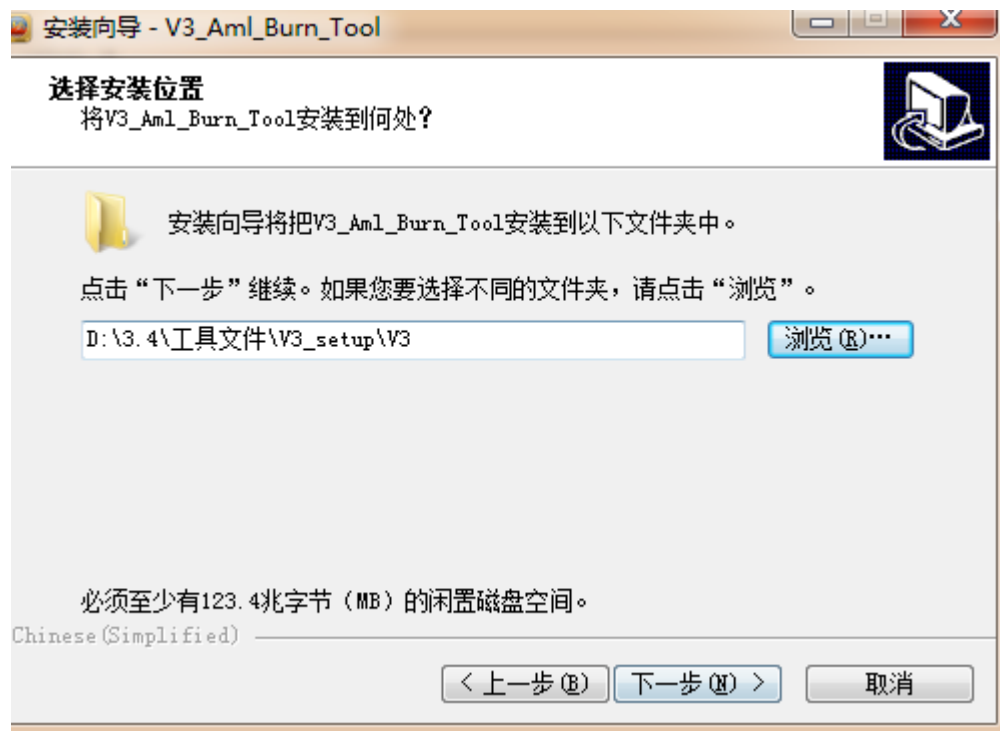 安装向导 - V3_Aml_Burn_Tool
选择安装位置
将V3_Aml_Burn_Tool安装到何处?
安装向导将把V3_Aml_Burn_Tool安装到以下文件夹中。
点击“下一步”继续。如果您要选择不同的文件夹，请点击“浏览”。
D:\3.4\工具文件\V3_setup\V3
浏览(R)...
必须至少有123.4兆字节（MB）的闲置磁盘空间。
Chinese(Simplified)
< 上一步(B) 下一步(N) > 取消